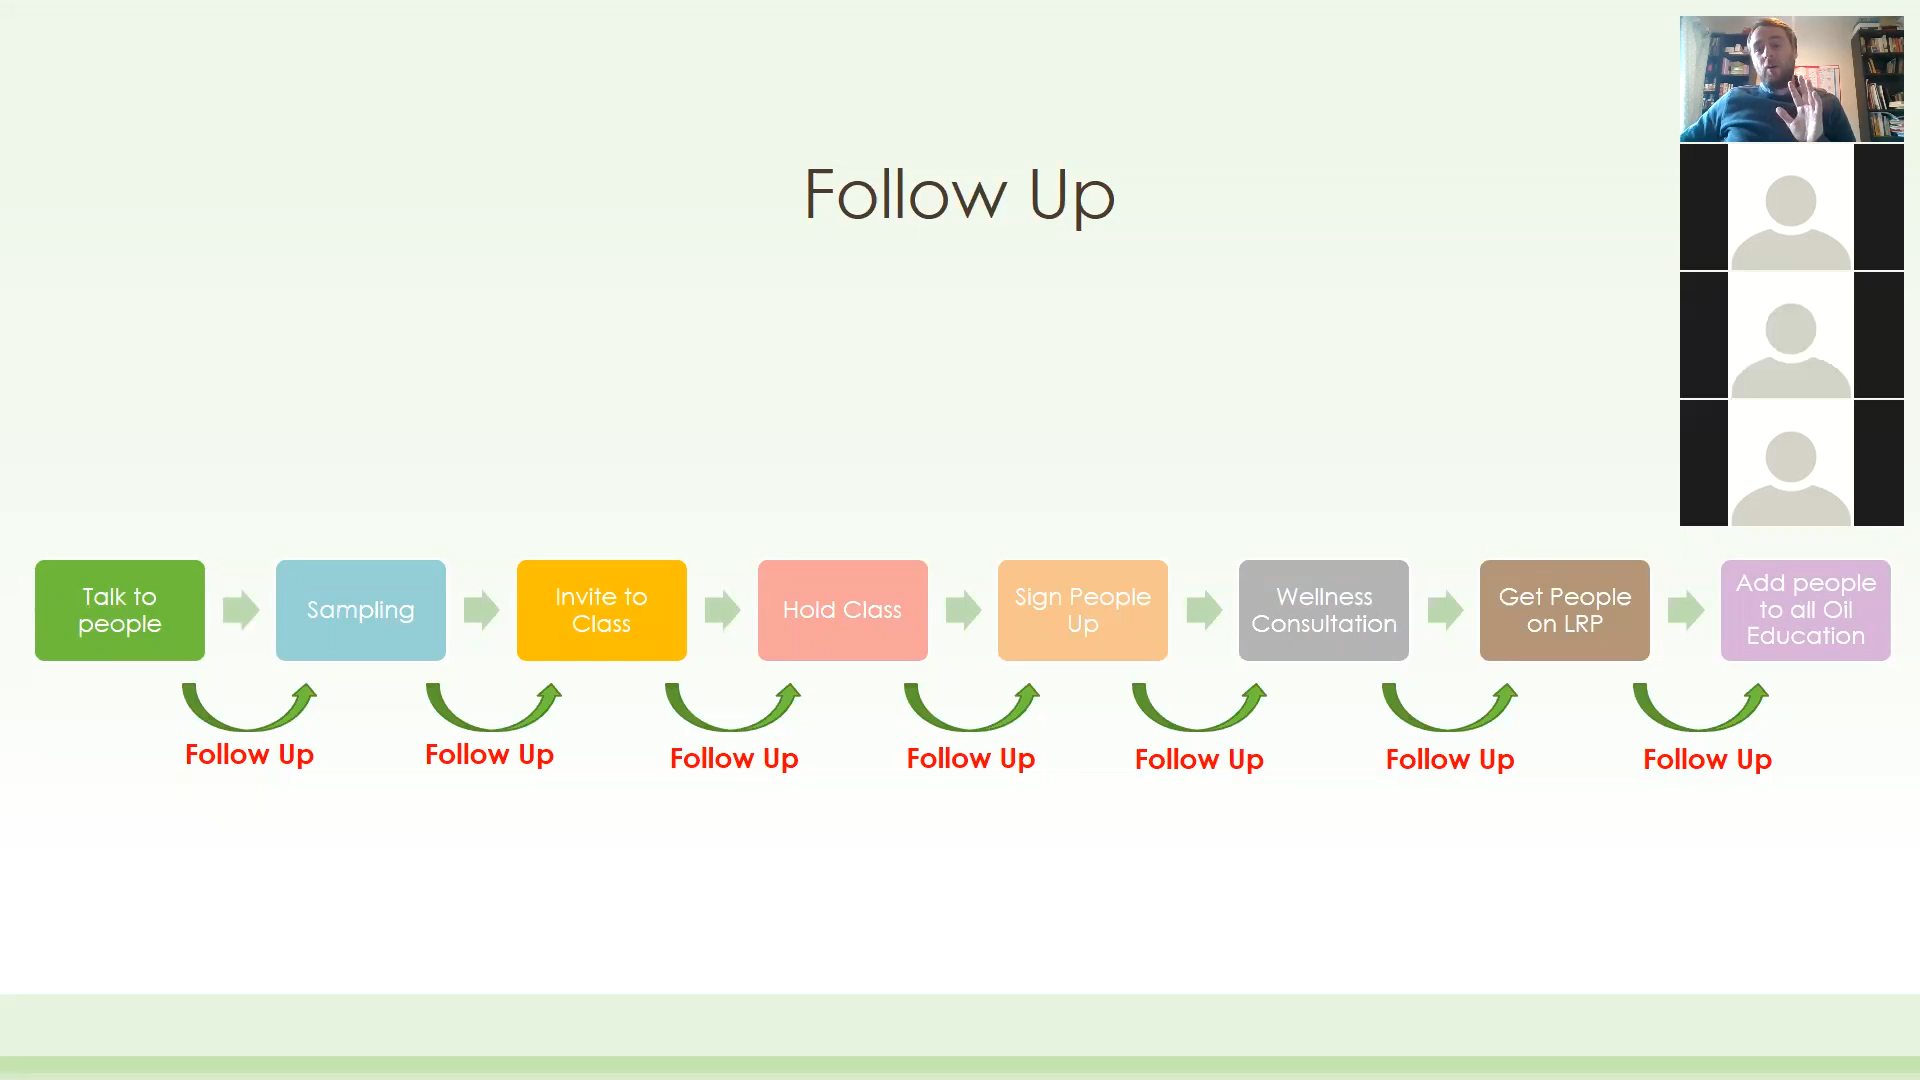 Follow Up
Talk to
people
Sampling
Invite to
Class
Hold Class
Sign People
Up
Wellness
Consultation
Get People
on LRP
Add people
to all Oil
Education
Follow Up
Follow Up
Follow Up
Follow Up
Follow Up
Follow Up
Follow Up